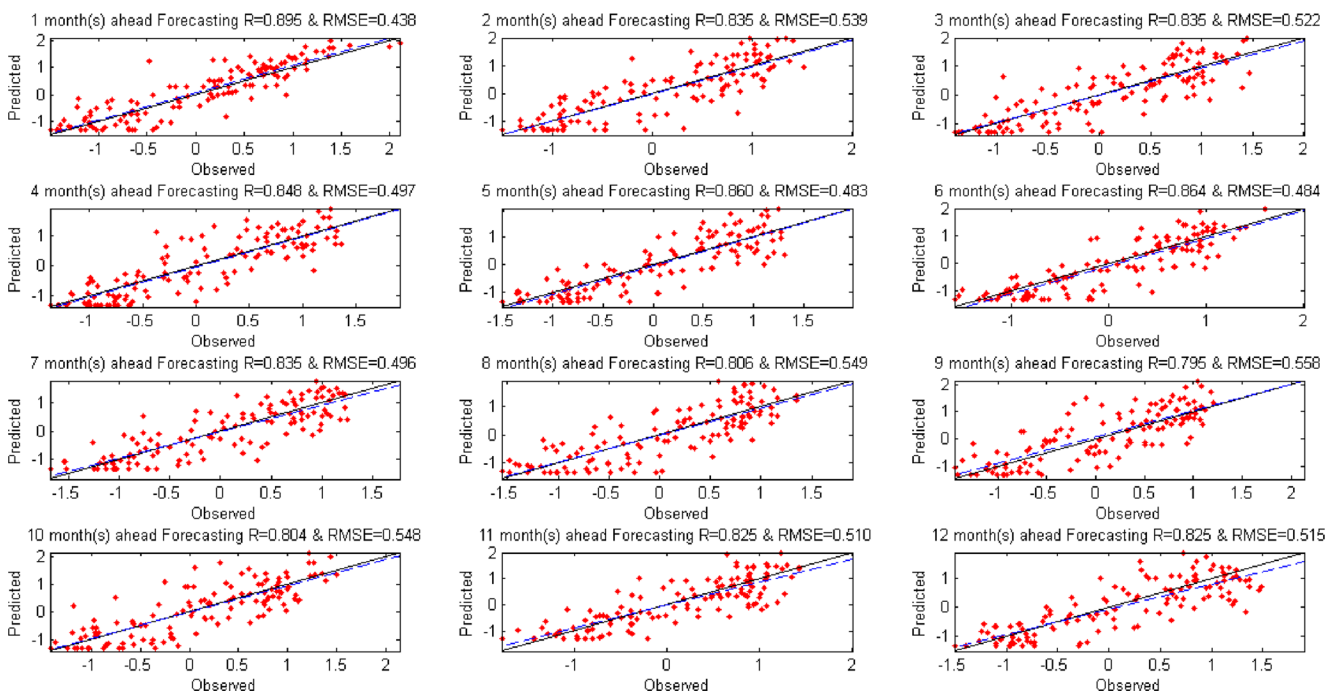 1 month(s) ahead Forecasting R=0.895 & RMSE=0.438
2 month(s) ahead Forecasting R=0.835 & RMSE=0.539
3 month(s) ahead Forecasting R=0.835 & RMSE=0.522
2
1
0
-1
Predicted
-1 -0.5 0 0.5 1 1.5 2
Observed
2
1
0
-1
Predicted
-1 -0.5 0 0.5 1 1.5 2
Observed
2
1
0
-1
Predicted
-1 -0.5 0 0.5 1 1.5 2
Observed
4 month(s) ahead Forecasting R=0.848 & RMSE=0.497
5 month(s) ahead Forecasting R=0.860 & RMSE=0.483
6 month(s) ahead Forecasting R=0.864 & RMSE=0.484
1
0
-1
Predicted
-1 -0.5 0 0.5 1 1.5
Observed
1
0
-1
Predicted
-1.5 -1 -0.5 0 0.5 1 1.5
Observed
2
1
0
-1
Predicted
-1 0 1 2
Observed
7 month(s) ahead Forecasting R=0.835 & RMSE=0.496
8 month(s) ahead Forecasting R=0.806 & RMSE=0.549
9 month(s) ahead Forecasting R=0.795 & RMSE=0.558
1
0
-1
Predicted
-1.5 -1 -0.5 0 0.5 1 1.5
Observed
1
0
-1
Predicted
-1.5 -1 -0.5 0 0.5 1 1.5
Observed
2
1
0
-1
Predicted
-1 -0.5 0 0.5 1 1.5 2
Observed
10 month(s) ahead Forecasting R=0.804 & RMSE=0.548
11 month(s) ahead Forecasting R=0.825 & RMSE=0.510
12 month(s) ahead Forecasting R=0.825 & RMSE=0.515
2
1
0
-1
Predicted
-1 -0.5 0 0.5 1 1.5 2
Observed
2
1
0
-1
Predicted
-1 0 1 2
Observed
1
0
-1
Predicted
-1.5 -1 -0.5 0 0.5 1 1.5
Observed